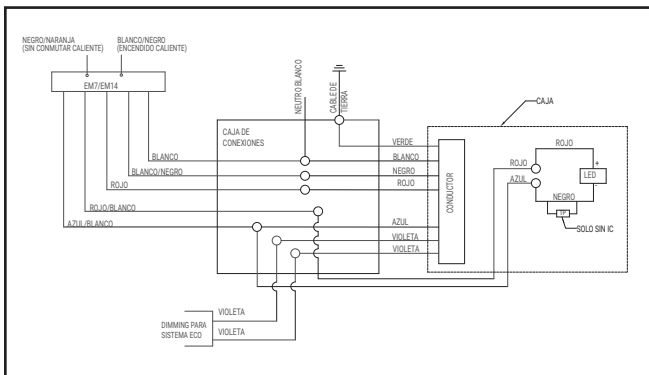 NEGRO/NARANJA
(SIN CONMUTAR CALIENTE)
BLANCO/NEGRO
(ENCENDIDO CALIENTE)
EM7/EM14
NEUTRO BLANCO
CABLE DE
TIERRA
CAJA DE
CONEXIONES
CAJA
VERDE
BLANCO
BLANCO
BLANCO/NEGRO
NEGRO
ROJO
ROJO
ROJO/BLANCO
AZUL/BLANCO
AZUL
VIOLETA
VIOLETA
CONDUCTOR
ROJO
ROJO
AZUL
+
LED
-
NEGRO
TP
SOLO SIN IC
VIOLETA
DIMMING PARA
SISTEMA ECO
VIOLETA